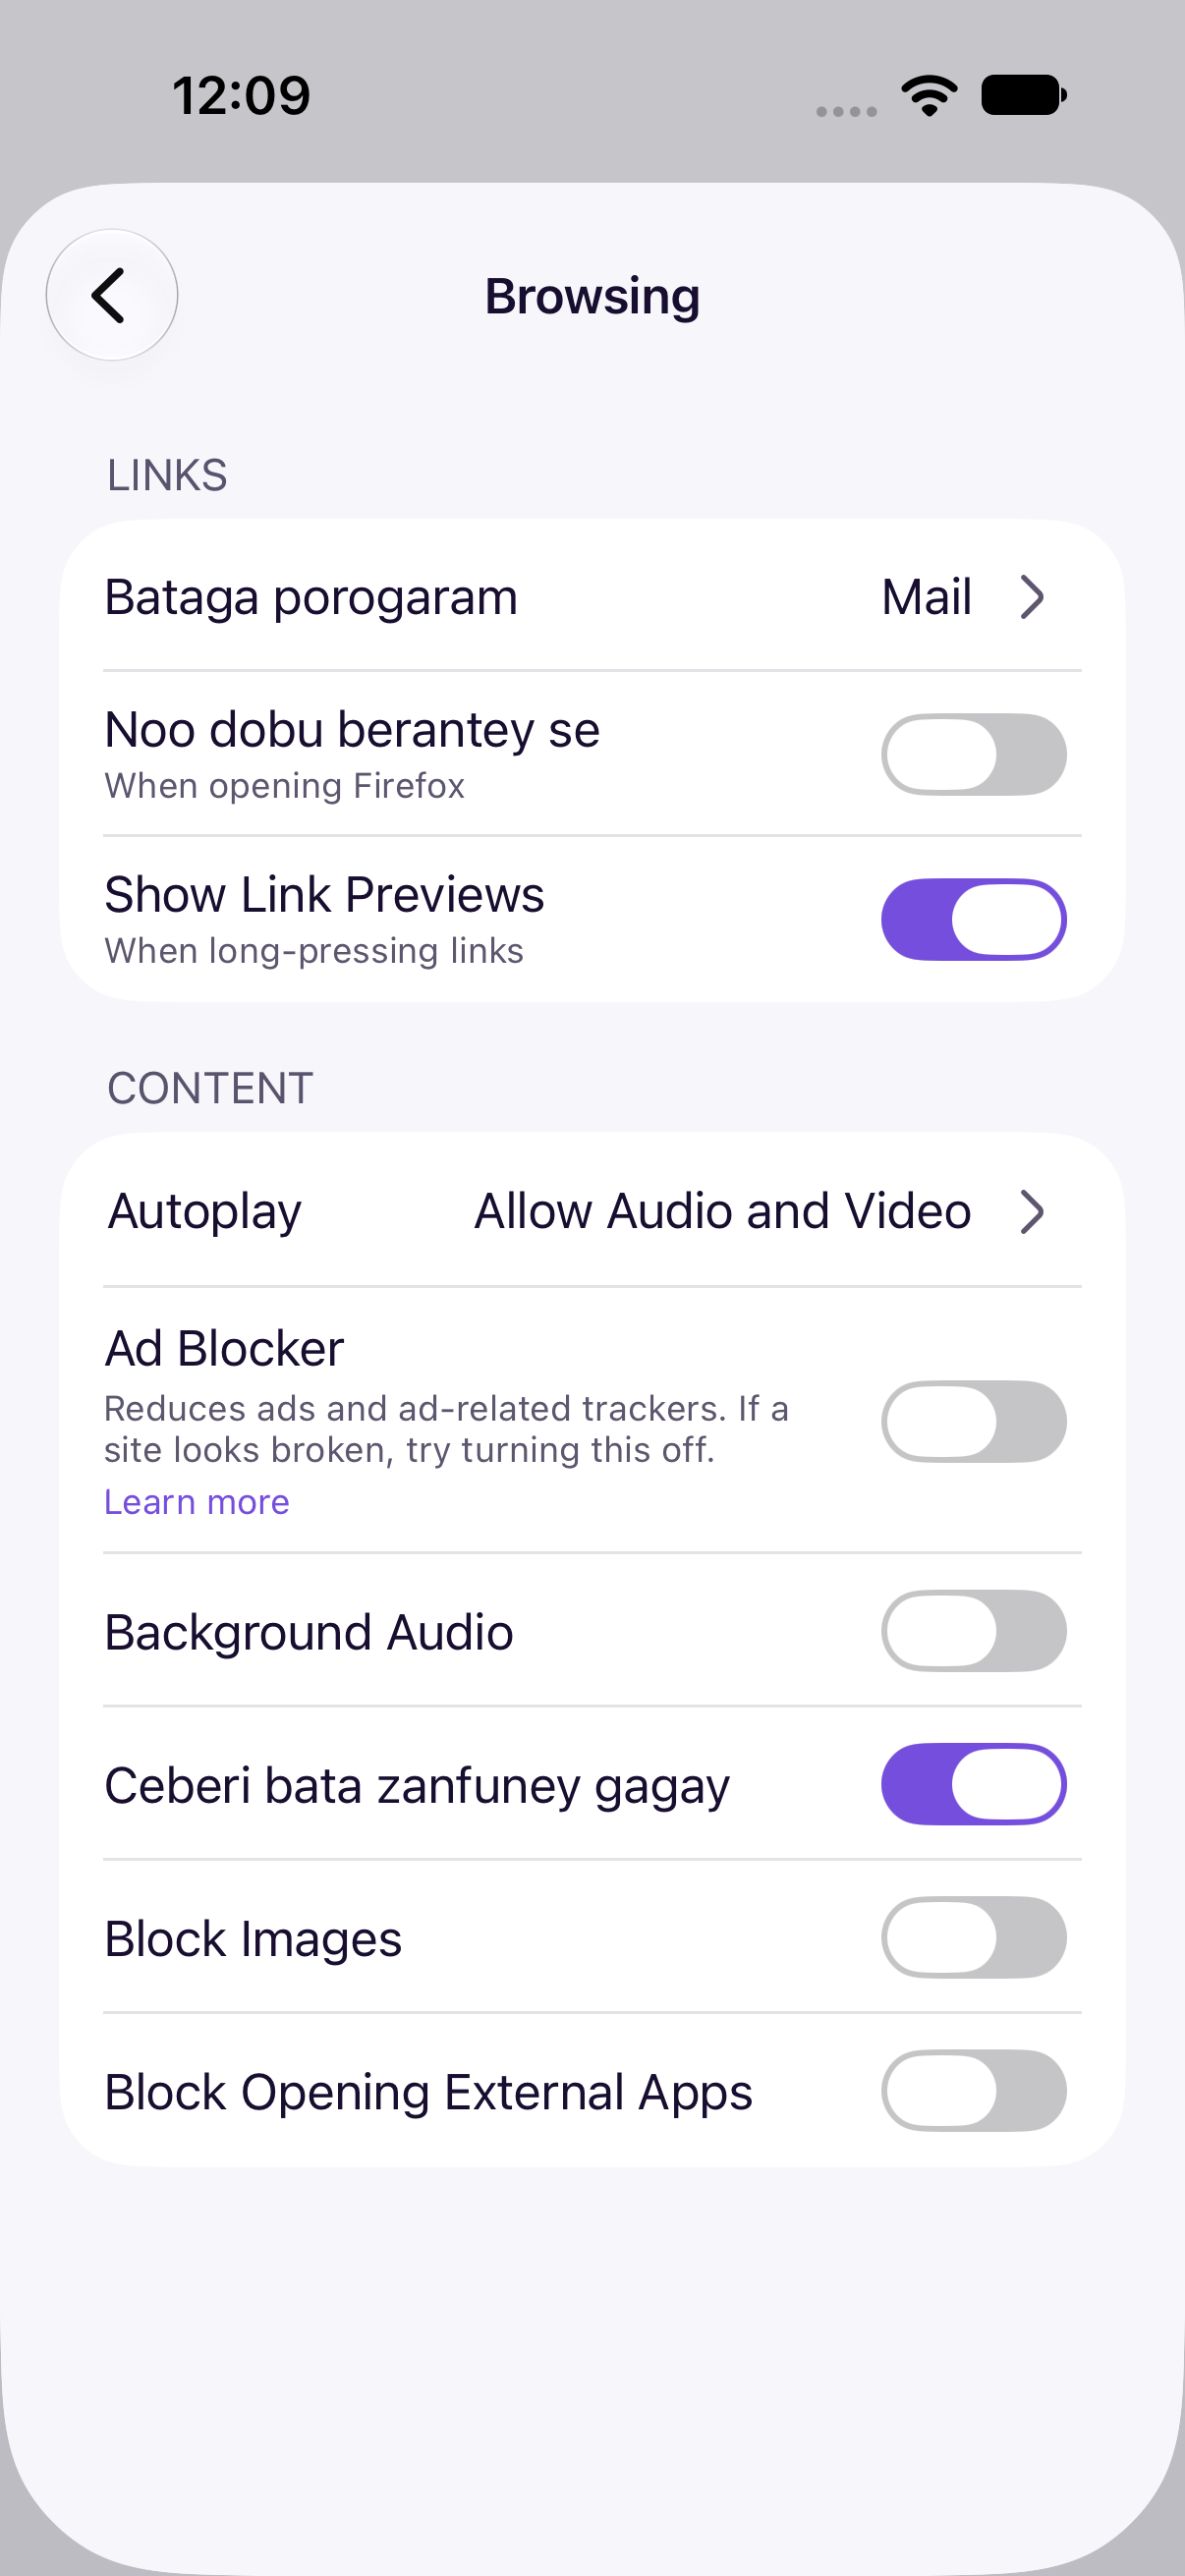 12:09
Browsing
LINKS
Bataga porogaram
Mail
Noo dobu berantey se
When opening Firefox
Show Link Previews
When long-pressing links
CONTENT
Autoplay
Allow Audio and Video
Ad Blocker
Reduces ads and ad-related trackers. If a
site looks broken, try turning this off.
Learn more
Background Audio
Ceberi bata zanfuney gagay
Block Images
Block Opening External Apps